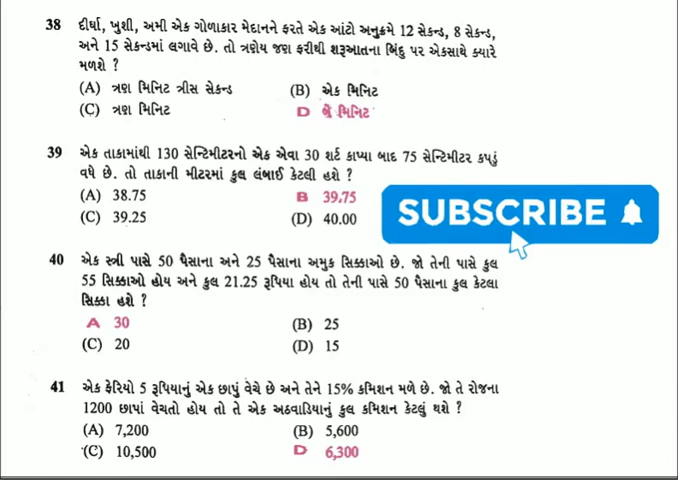 38 દીર્ઘા, ખુશી, અમી એક ગોળાકાર મેદાનને ફરતે એક આંટો અનુક્રમે 12 સેકન્ડ, 8 સેકન્ડ,
અને 15 સેકન્ડમાં લગાવે છે. તો ત્રણેય જણ ફરીથી શરૂઆતના બિંદુ પર એકસાથે ક્યારે
મળશે ?
(A) ત્રણ મિનિટ ત્રીસ સેકન્ડ (B) એક મિનિટ
(C) ત્રણ મિનિટ D બે મિનિટ
39 એક તાકામાંથી 130 સેન્ટિમીટરનો એક એવા 30 શર્ટ કાપ્યા બાદ 75 સેન્ટિમીટર કપડું
વધે છે. તો તાકાની મીટરમાં કુલ લંબાઈ કેટલી હશે ?
(A) 38.75 B 39.75
(C) 39.25 (D) 40.00
SUBSCRIBE
40 એક સ્ત્રી પાસે 50 પૈસાના અને 25 પૈસાના અમુક સિક્કાઓ છે. જો તેની પાસે કુલ
55 સિક્કાઓ હોય અને કુલ 21.25 રૂપિયા હોય તો તેની પાસે 50 પૈસાના કુલ કેટલા
સિક્કા હશે ?
A 30 (B) 25
(C) 20 (D) 15
41 એક ફેરિયો 5 રૂપિયાનું એક છાપું વેચે છે અને તેને 15% કમિશન મળે છે. જો તે રોજના
1200 છાપાં વેચતો હોય તો તે એક અઠવાડિયાનું કુલ કમિશન કેટલું થશે ?
(A) 7,200 (B) 5,600
(C) 10,500 D 6,300